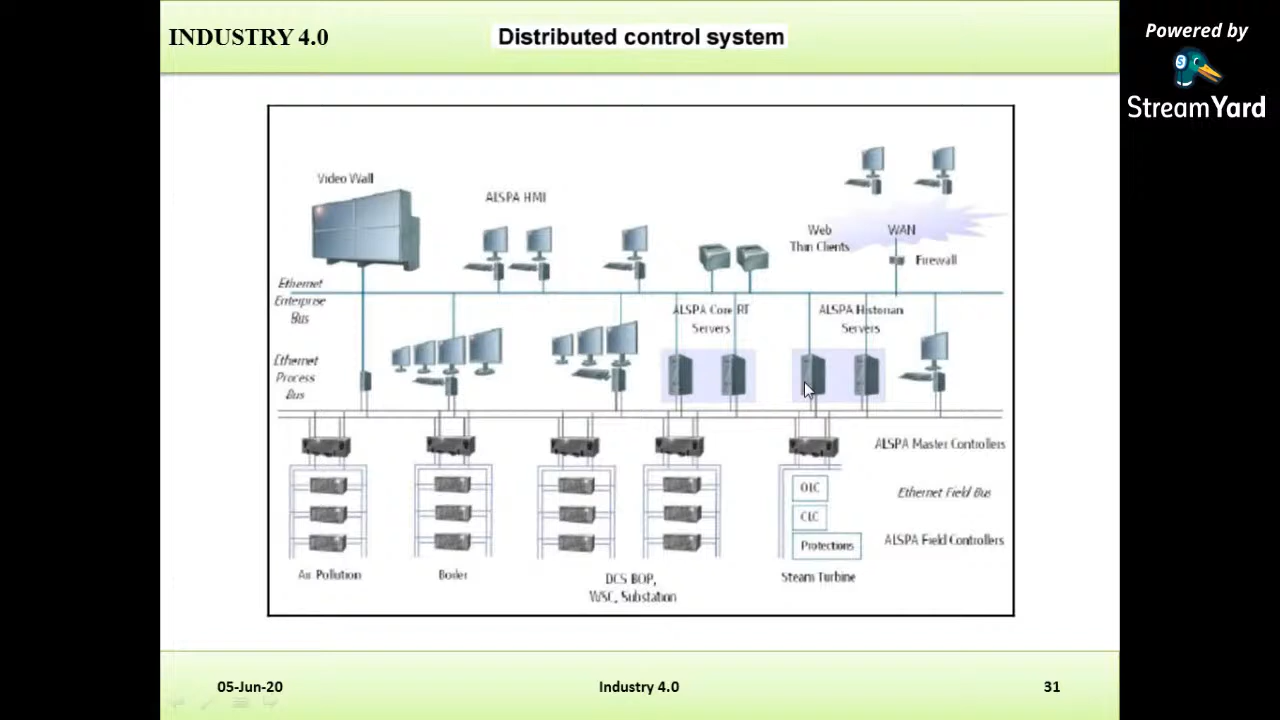 INDUSTRY 4.0
Distributed control system
Powered by
StreamYard
Video Wall
ALSPA HMI
Web
Thin Clients
WAN
Firewall
Ethernet
Enterprise
Bus
ALSPA Core RT
Servers
ALSPA Historian
Servers
Ethernet
Process
Bus
ALSPA Master Controllers
OIC
Ethernet Field Bus
CLC
ALSPA Field Controllers
Protections
Air Pollution
Boiler
DCS BOP,
WSC, Substation
Steam Turbine
05-Jun-20
Industry 4.0
31